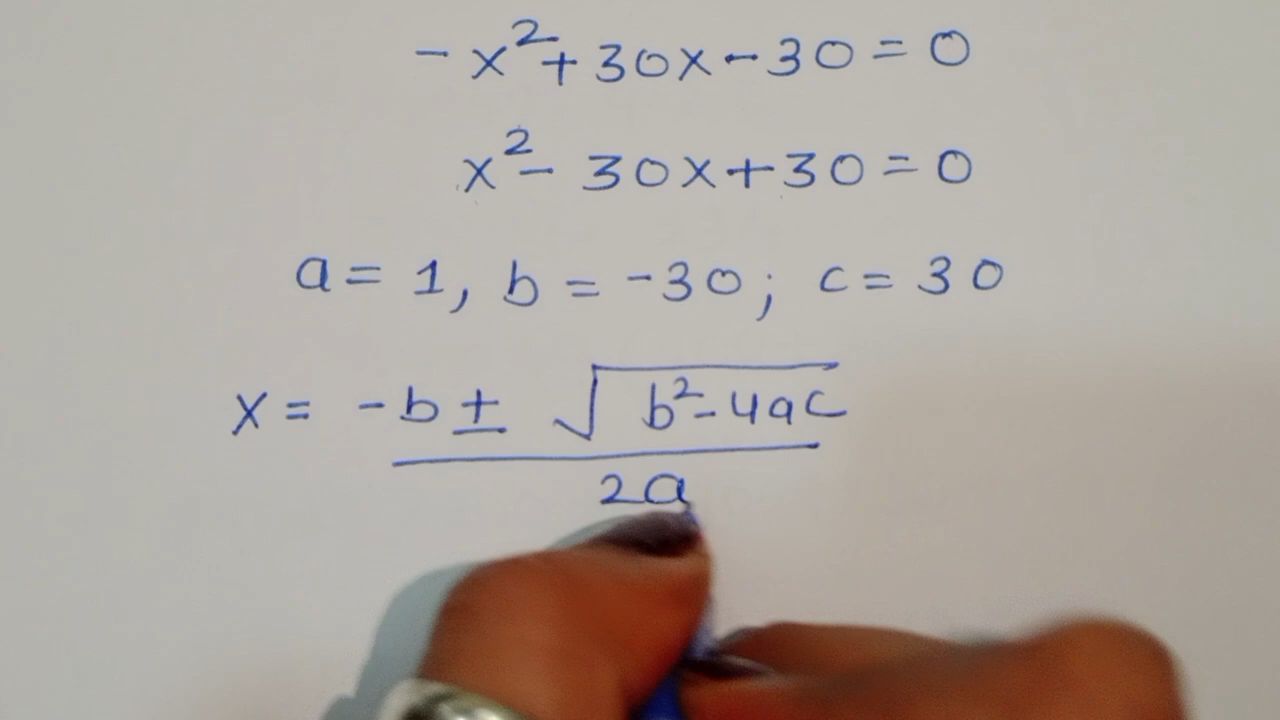 - x² + 30x - 30 = 0
x² - 30x + 30 = 0
a = 1, b = -30; c = 30
x = -b ± √b² - 4ac
2a